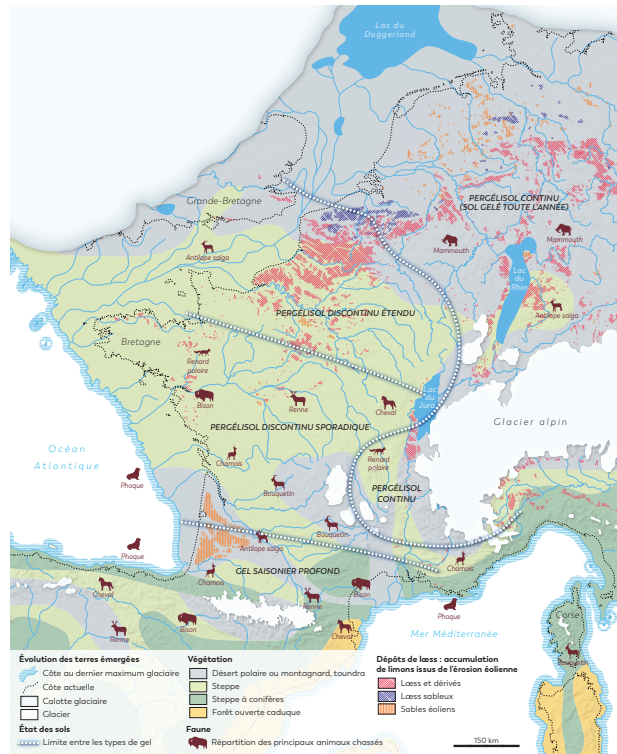 Lac du
Doggerland
Grande-Bretagne
PERGÉLISOL CONTINU
(SOL GELÉ TOUTE L'ANNÉE)
Mammouth
Mammouth
Antilope saïga
Lac
du
Rhin
Antilope saïga
PERGÉLISOL DISCONTINU ÉTENDU
Bretagne
Renard
polaire
Bison
Renne
Cheval
Lac
du
Jura
Glacier alpin
PERGÉLISOL DISCONTINU SPORADIQUE
Océan
Atlantique
Chamois
Renard
polaire
Phoque
Bouquetin
PERGÉLISOL
CONTINU
Bouquetin
Antilope saïga
Phoque
Chamois
Chamois
GEL SAISONIER PROFOND
Cheval
Bison
Renne
Phoque
Bison
Renne
Cheval
Mer Méditerranée
Corse
Bouquetin
Évolution des terres émergées
Côte au dernier maximum glaciaire
Côte actuelle
Calotte glaciaire
Glacier
État des sols
Limite entre les types de gel
Végétation
Désert polaire ou montagnard, toundra
Steppe
Steppe à conifères
Forêt ouverte caduque
Faune
Répartition des principaux animaux chassés
Dépôts de lœss : accumulation
de limons issus de l'érosion éolienne
Lœss et dérivés
Lœss sableux
Sables éoliens
150 km